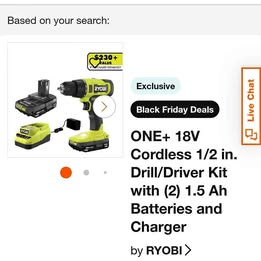 Based on your search:
$230+
VALUE
RYOBI
Exclusive
Black Friday Deals
ONE+ 18V
Cordless 1/2 in.
Drill/Driver Kit
with (2) 1.5 Ah
Batteries and
Charger
by RYOBI
Live Chat